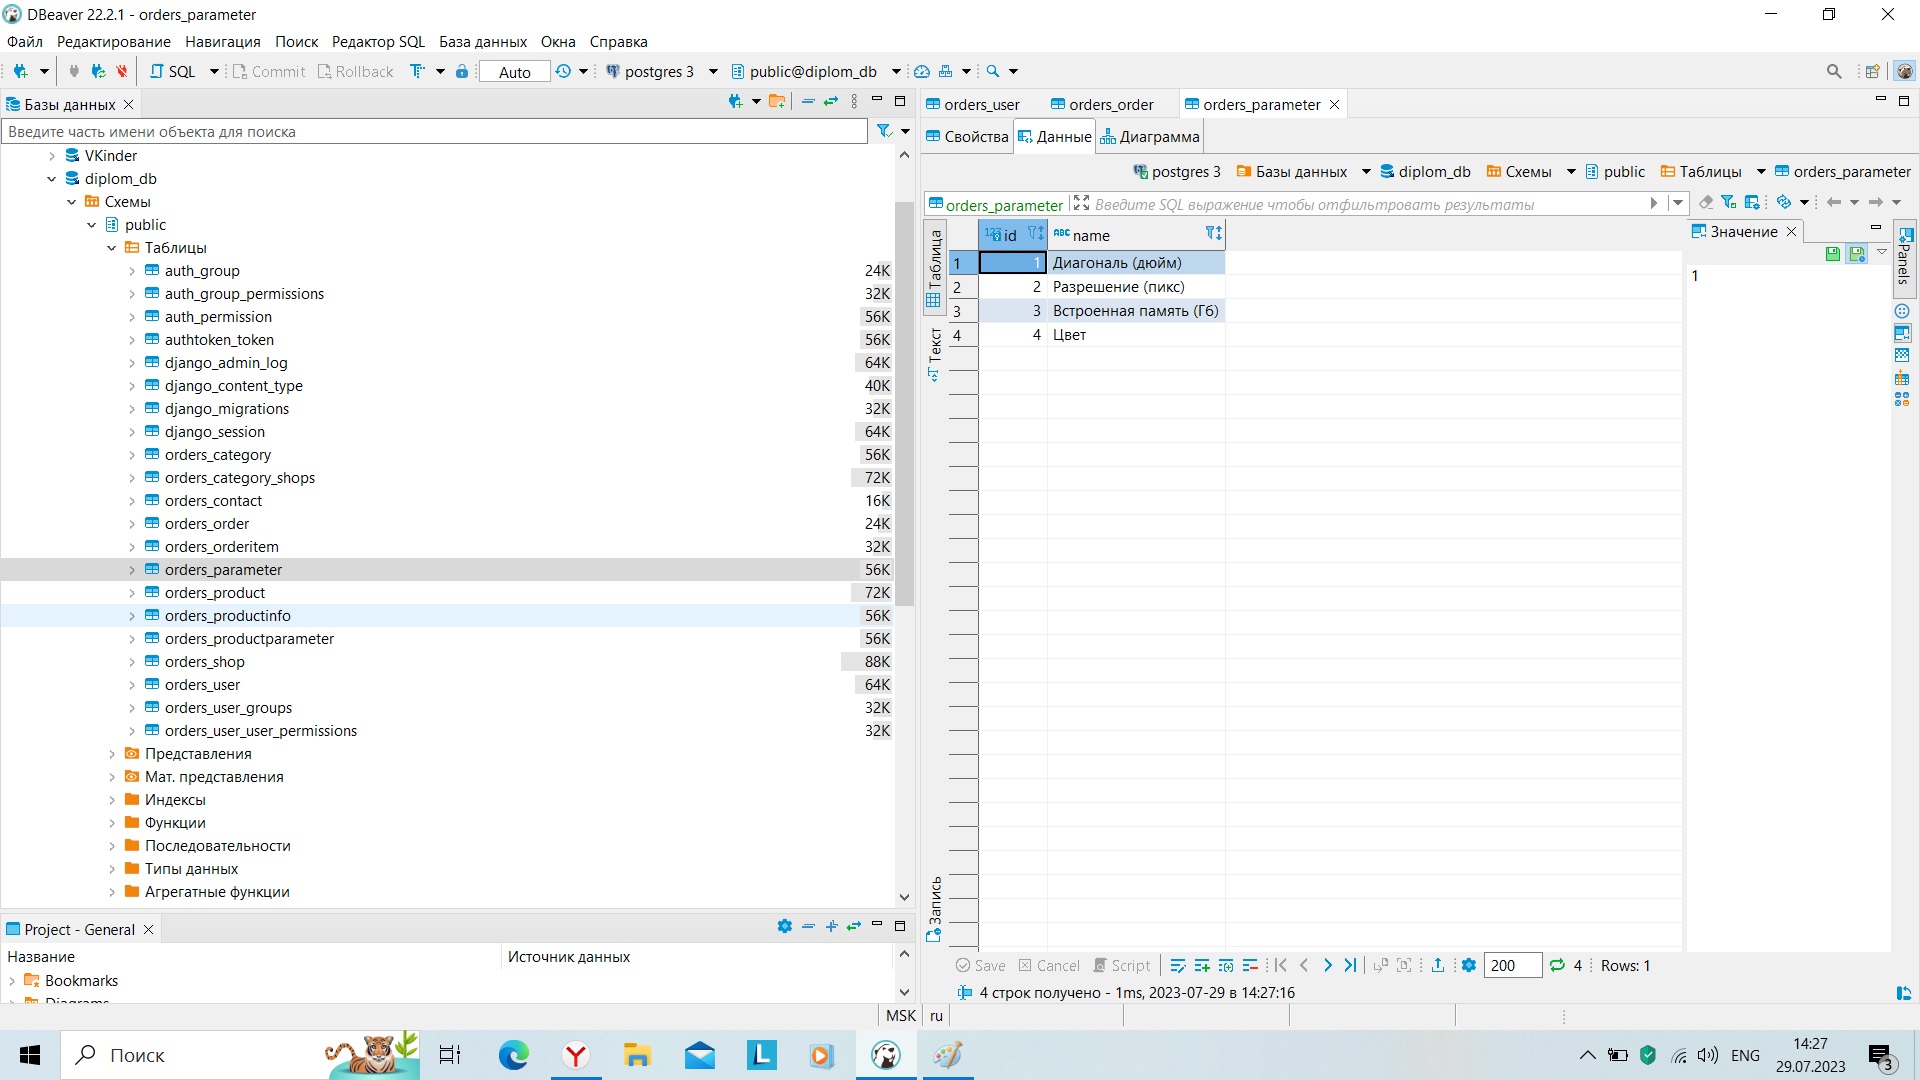 DBeaver 22.2.1 - orders_parameter
Файл Редактирование Навигация Поиск Редактор SQL База данных Окна Справка
SQL Commit Rollback Auto postgres 3 public@diplom_db
Базы данных
Введите часть имени объекта для поиска
VKinder
diplom_db
Схемы
public
Таблицы
auth_group 24K
auth_group_permissions 32K
auth_permission 56K
authtoken_token 56K
django_admin_log 64K
django_content_type 40K
django_migrations 32K
django_session 64K
orders_category 56K
orders_category_shops 72K
orders_contact 16K
orders_order 24K
orders_orderitem 32K
orders_parameter 56K
orders_product 72K
orders_productinfo 56K
orders_productparameter 56K
orders_shop 88K
orders_user 64K
orders_user_groups 32K
orders_user_user_permissions 32K
Представления
Мат. представления
Индексы
Функции
Последовательности
Типы данных
Агрегатные функции
Project - General
Название Источник данных
Bookmarks
Diagrams
orders_user orders_order orders_parameter
Свойства Данные Диаграмма
postgres 3 Базы данных diplom_db Схемы public Таблицы orders_parameter
orders_parameter Введите SQL выражение чтобы отфильтровать результаты
Таблица
Текст
Запись
123 id ABC name
1 1 Диагональ (дюйм)
2 2 Разрешение (пикс)
3 3 Встроенная память (Гб)
4 4 Цвет
Значение
1
Panels
Save Cancel Script 200 4 Rows: 1
4 строк получено - 1ms, 2023-07-29 в 14:27:16
MSK ru
Поиск
L
ENG
14:27
29.07.2023
3